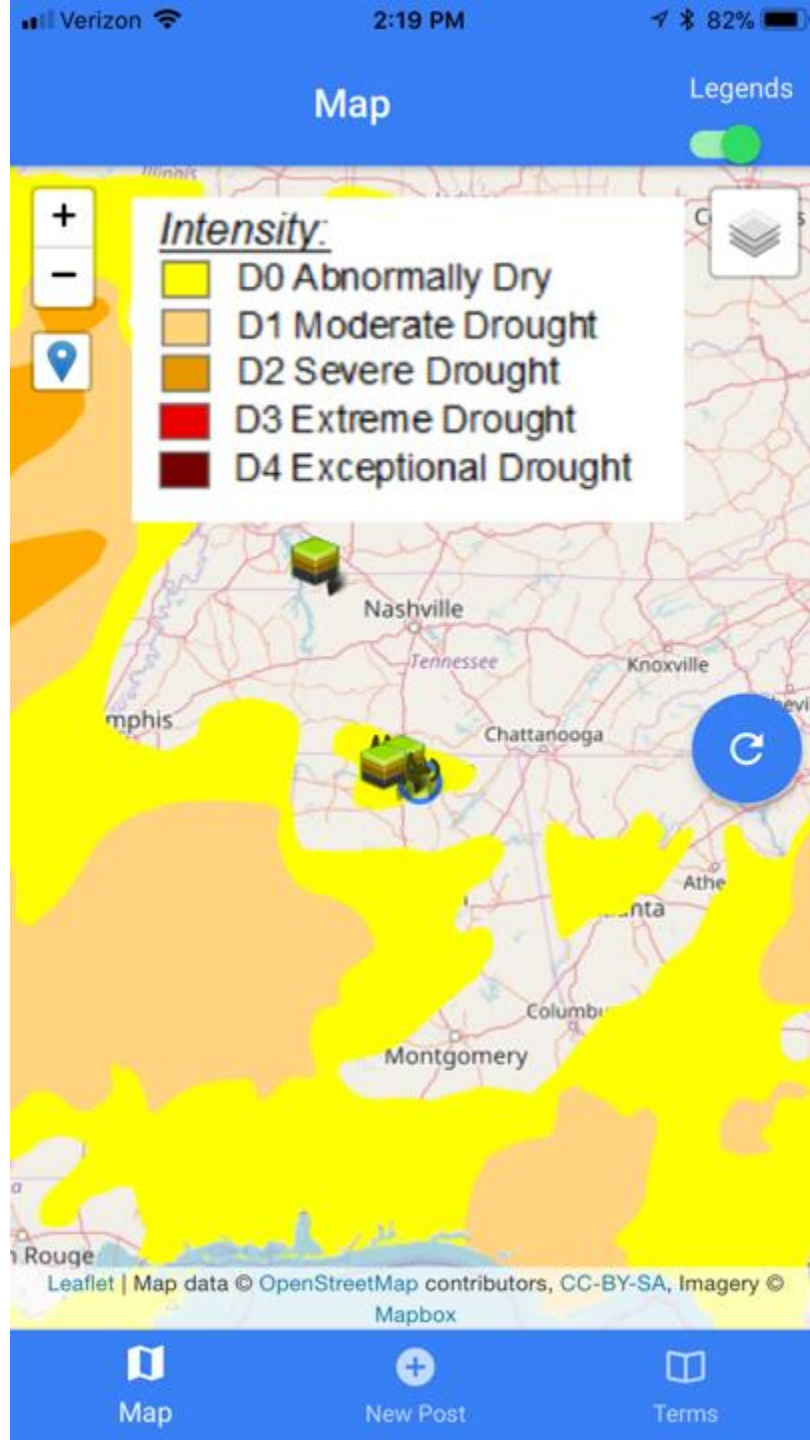 Verizon 2:19 PM 82%
Map
Legends
Illinois
+
−
Intensity:
D0 Abnormally Dry
D1 Moderate Drought
D2 Severe Drought
D3 Extreme Drought
D4 Exceptional Drought
Nashville
Tennessee
Knoxville
mphis
Chattanooga
Athe
anta
Columbu
Montgomery
Rouge
Leaflet | Map data © OpenStreetMap contributors, CC-BY-SA, Imagery ©
Mapbox
Map
New Post
Terms